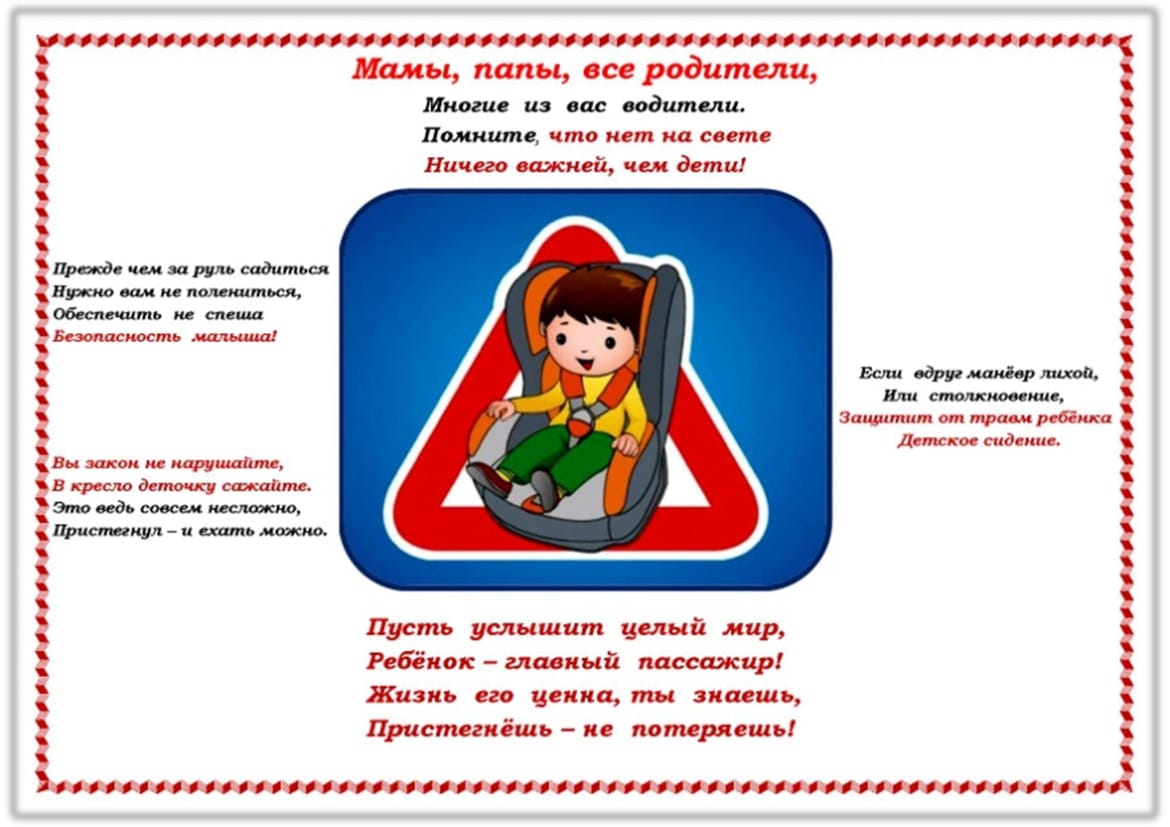 Мамы, папы, все родители,
Многие из вас водители.
Помните, что нет на свете
Ничего важней, чем дети!
Прежде чем за руль садиться
Нужно вам не полениться,
Обеспечить не спеша
Безопасность малыша!
Вы закон не нарушайте,
В кресло деточку сажайте.
Это ведь совсем несложно,
Пристегнул – и ехать можно.
Если вдруг манёвр лихой,
Или столкновение,
Защитит от травм ребёнка
Детское сидение.
Пусть услышит целый мир,
Ребёнок – главный пассажир!
Жизнь его ценна, ты знаешь,
Пристегнёшь – не потеряешь!